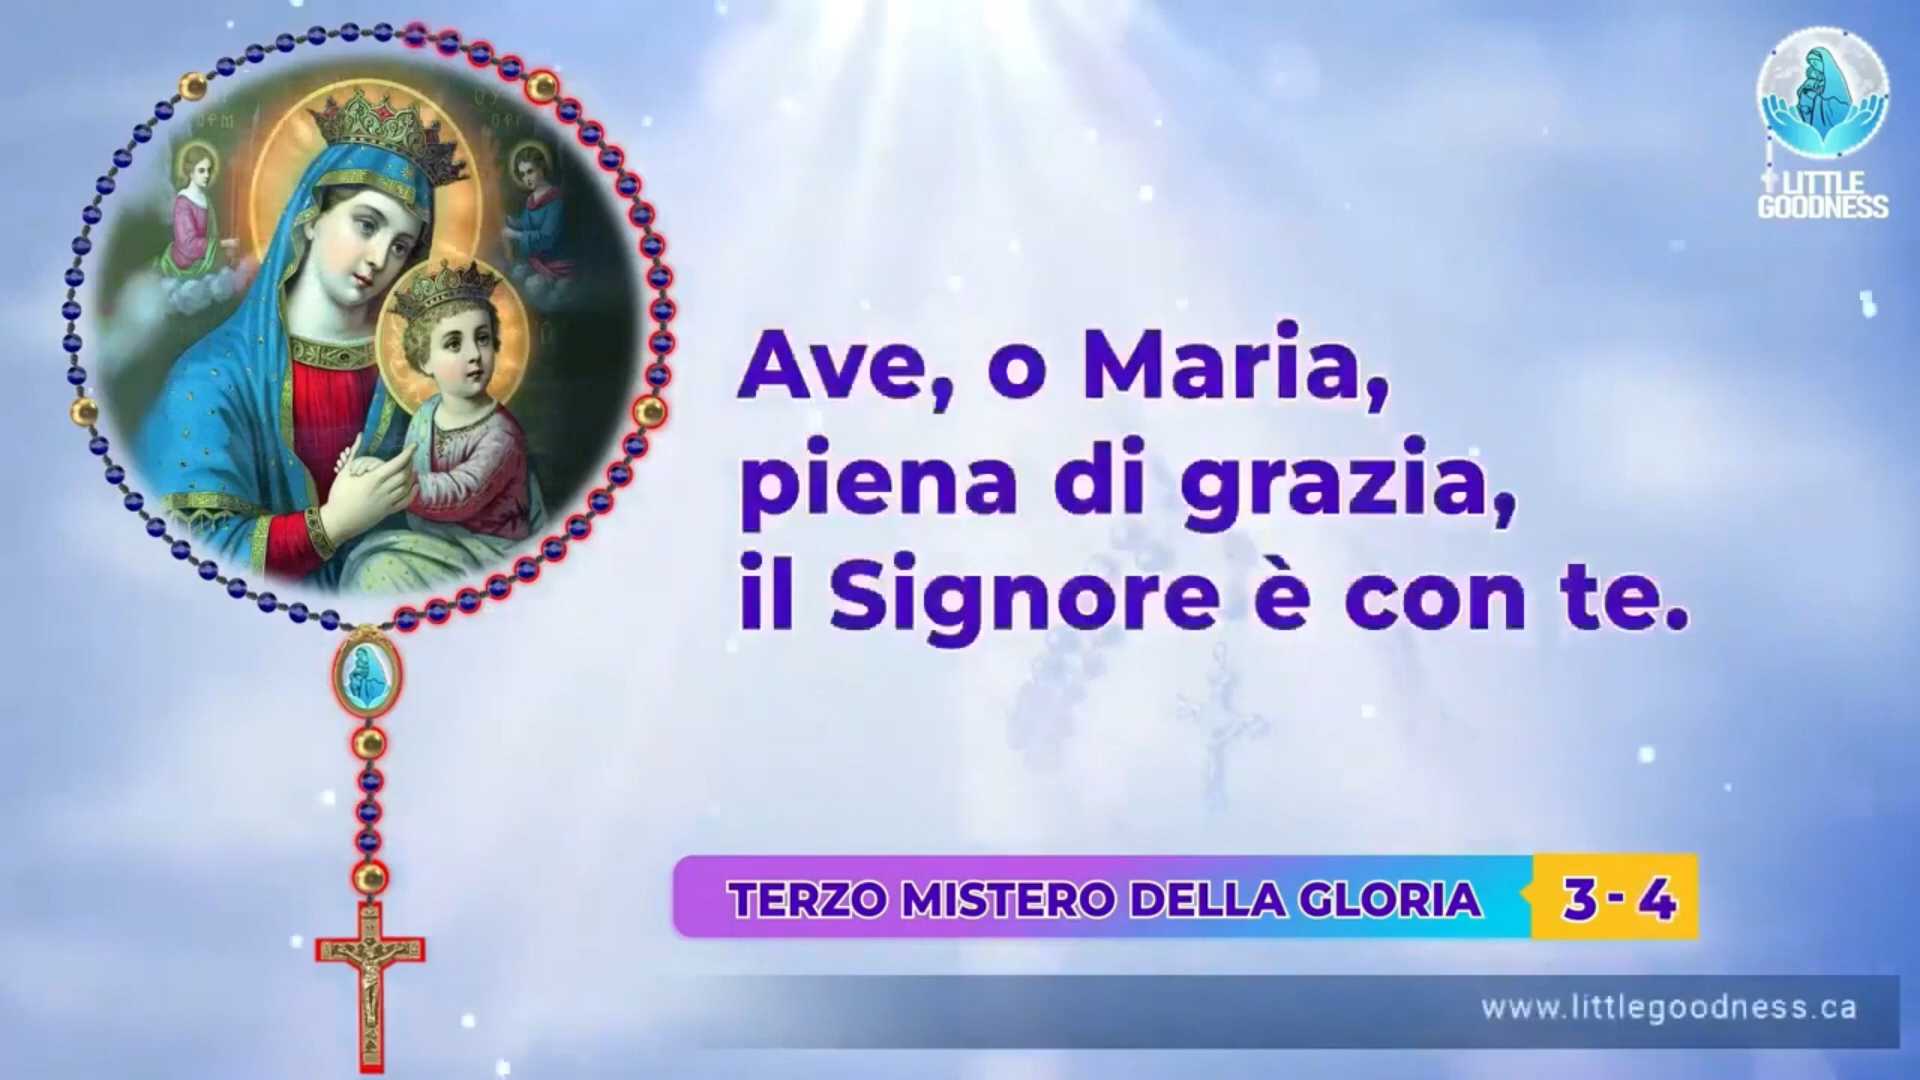 LITTLE
GOODNESS
Ave, o Maria,
piena di grazia,
il Signore è con te.
TERZO MISTERO DELLA GLORIA 3 - 4
www.littlegoodness.ca